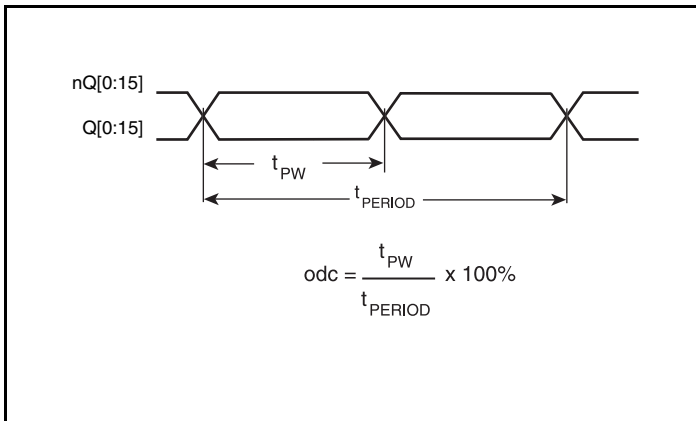 nQ[0:15]
Q[0:15]
tPW
tPERIOD
odc = tPW / tPERIOD x 100%